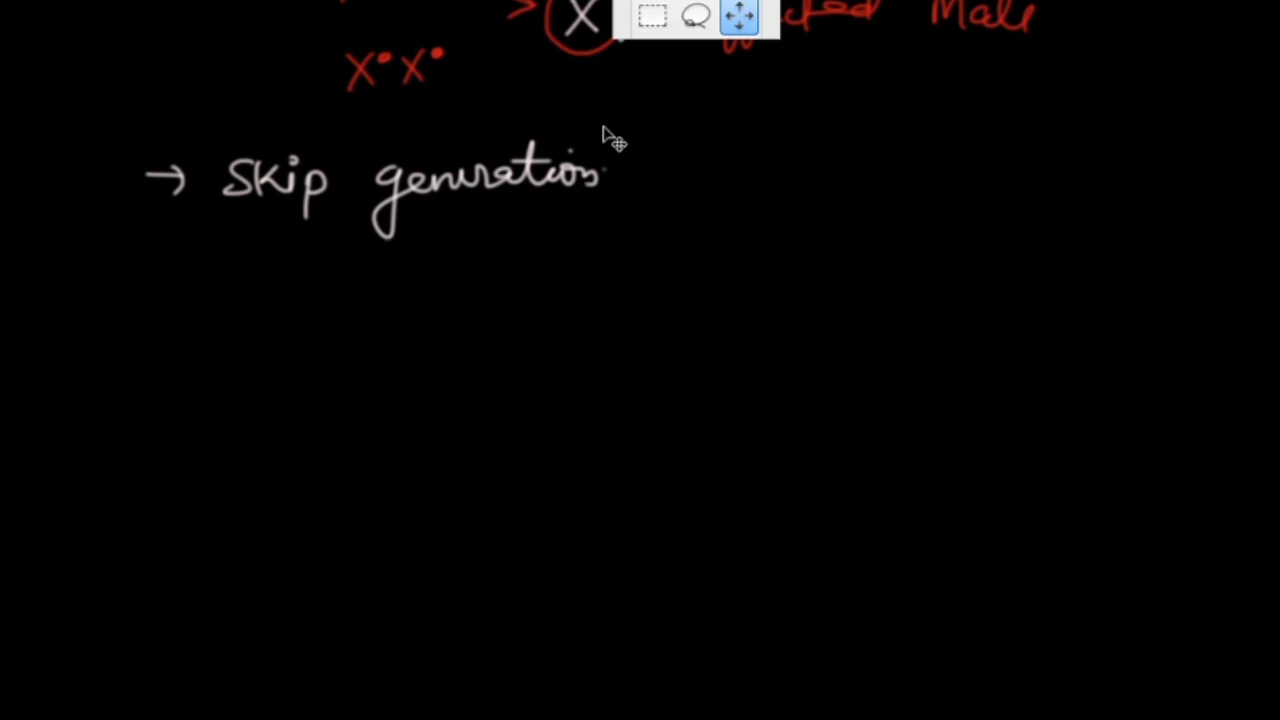 > X Male
X• X•
→ Skip generation